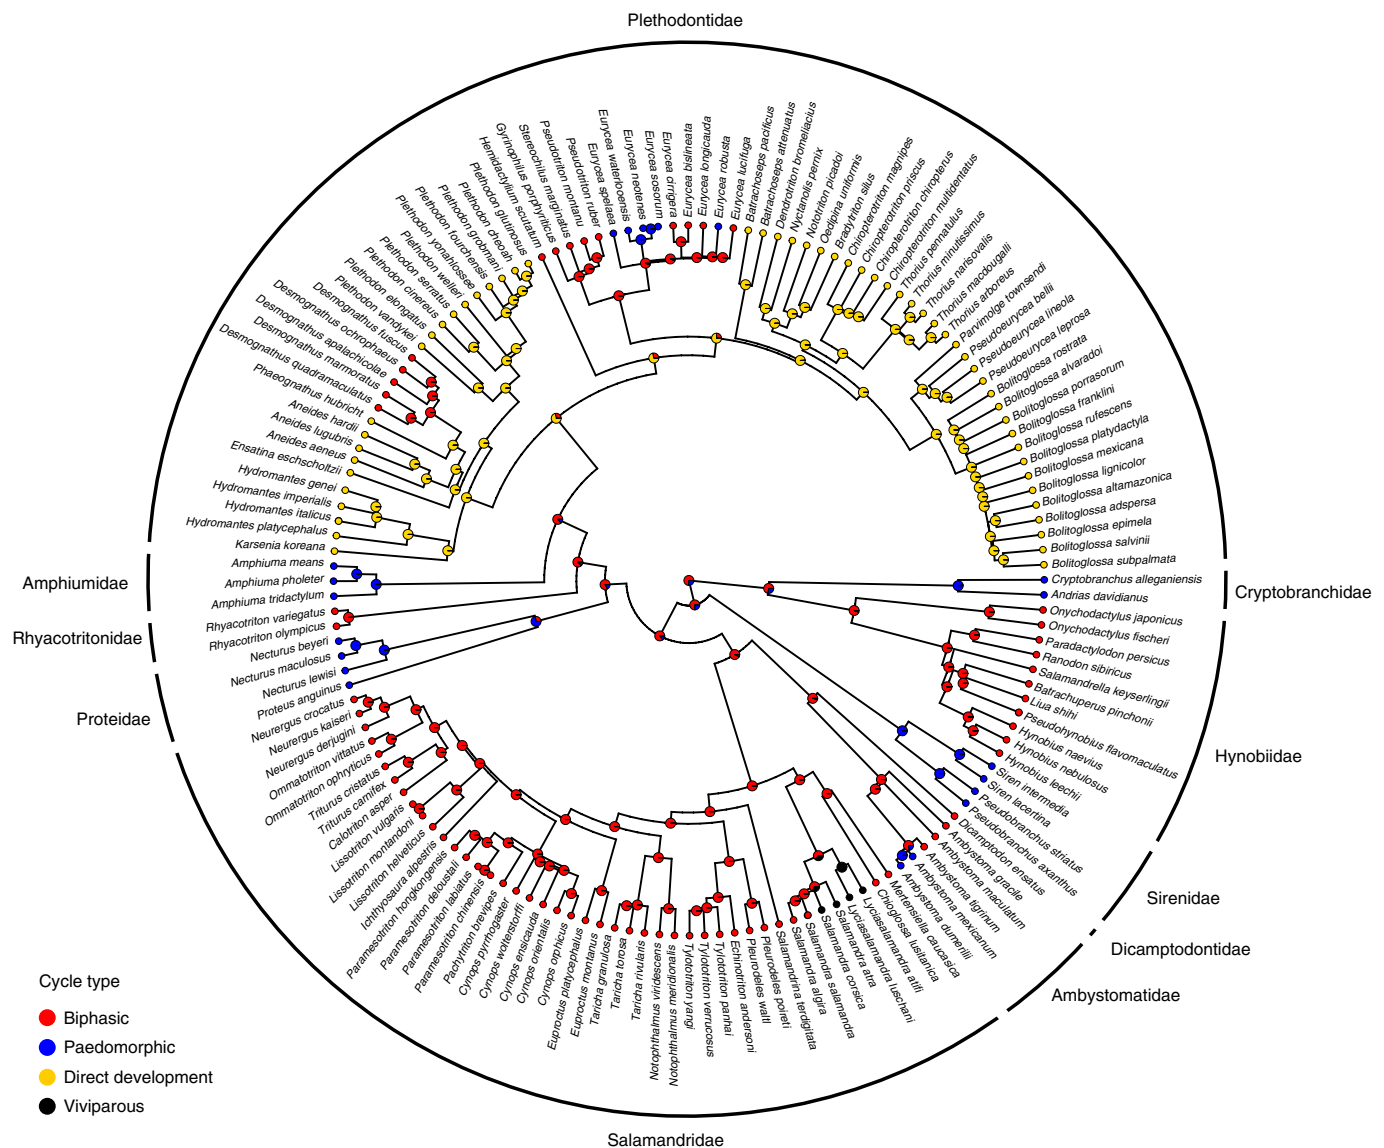 Plethodontidae
Karsenia koreana
Hydromantes platycephalus
Hydromantes italicus
Hydromantes imperialis
Hydromantes genei
Ensatina eschscholtzii
Aneides aeneus
Aneides lugubris
Aneides hardii
Phaeognathus hubricht
Desmognathus quadramaculatus
Desmognathus marmoratus
Desmognathus apalachicolae
Desmognathus ochrophaeus
Desmognathus fuscus
Plethodon vandykei
Plethodon elongatus
Plethodon cinereus
Plethodon serratus
Plethodon welleri
Plethodon yonahlossee
Plethodon fourchensis
Plethodon grobmani
Plethodon cheoah
Plethodon glutinosus
Hemidactylium scutatum
Gyrinophilus porphyriticus
Stereochilus marginatus
Pseudotriton montanu
Pseudotriton ruber
Eurycea spelaea
Eurycea waterlooensis
Eurycea neotenes
Eurycea sosorum
Eurycea cirrigera
Eurycea bislineata
Eurycea longicauda
Eurycea robusta
Eurycea lucifuga
Batrachoseps pacificus
Batrachoseps attenuatus
Dendrotriton bromeliacius
Nyctanolis pernix
Nototriton picadoi
Oedipina uniformis
Bradytriton silus
Chiropterotriton magnipes
Chiropterotriton priscus
Chiropterotriton chiropterus
Chiropterotriton multidentatus
Thorius pennatulus
Thorius minutissimus
Thorius narisovalis
Thorius macdougalli
Thorius arboreus
Parvimolge townsendi
Pseudoeurycea bellii
Pseudoeurycea lineola
Pseudoeurycea leprosa
Bolitoglossa rostrata
Bolitoglossa alvaradoi
Bolitoglossa porrasorum
Bolitoglossa franklini
Bolitoglossa rufescens
Bolitoglossa platydactyla
Bolitoglossa mexicana
Bolitoglossa lignicolor
Bolitoglossa altamazonica
Bolitoglossa adspersa
Bolitoglossa epimela
Bolitoglossa salvinii
Bolitoglossa subpalmata
Cryptobranchus alleganiensis
Andrias davidianus
Cryptobranchidae
Onychodactylus japonicus
Onychodactylus fischeri
Paradactylodon persicus
Ranodon sibiricus
Salamandrella keyserlingii
Batrachuperus pinchonii
Liua shihi
Pseudohynobius flavomaculatus
Hynobius naevius
Hynobius nebulosus
Hynobius leechii
Hynobiidae
Siren intermedia
Siren lacertina
Pseudobranchus striatus
Pseudobranchus axanthus
Sirenidae
Dicamptodon ensatus
Dicamptodontidae
Ambystoma gracile
Ambystoma maculatum
Ambystoma tigrinum
Ambystoma mexicanum
Ambystoma dumerilii
Ambystomatidae
Mertensiella caucasica
Chioglossa lusitanica
Lyciasalamandra atifi
Lyciasalamandra luschani
Salamandra atra
Salamandra corsica
Salamandra salamandra
Salamandra algira
Salamandrina terdigitata
Pleurodeles poireti
Pleurodeles waltl
Echinotriton andersoni
Tylototriton panhai
Tylototriton verrucosus
Tylototriton yangi
Notophthalmus meridionalis
Notophthalmus viridescens
Taricha rivularis
Taricha torosa
Taricha granulosa
Euproctus montanus
Euproctus platycephalus
Cynops orphicus
Cynops orientalis
Cynops ensicauda
Cynops wolterstorffi
Cynops pyrrhogaster
Pachytriton brevipes
Paramesotriton chinensis
Paramesotriton labiatus
Paramesotriton deloustali
Paramesotriton hongkongensis
Ichthyosaura alpestris
Lissotriton helveticus
Lissotriton montandoni
Lissotriton vulgaris
Calotriton asper
Triturus carnifex
Triturus cristatus
Ommatotriton ophryticus
Ommatotriton vittatus
Neurergus derjugini
Neurergus kaiseri
Neurergus crocatus
Salamandridae
Proteus anguinus
Necturus lewisi
Necturus maculosus
Necturus beyeri
Proteidae
Rhyacotriton olympicus
Rhyacotriton variegatus
Rhyacotritonidae
Amphiuma tridactylum
Amphiuma pholeter
Amphiuma means
Amphiumidae
Cycle type
Biphasic
Paedomorphic
Direct development
Viviparous